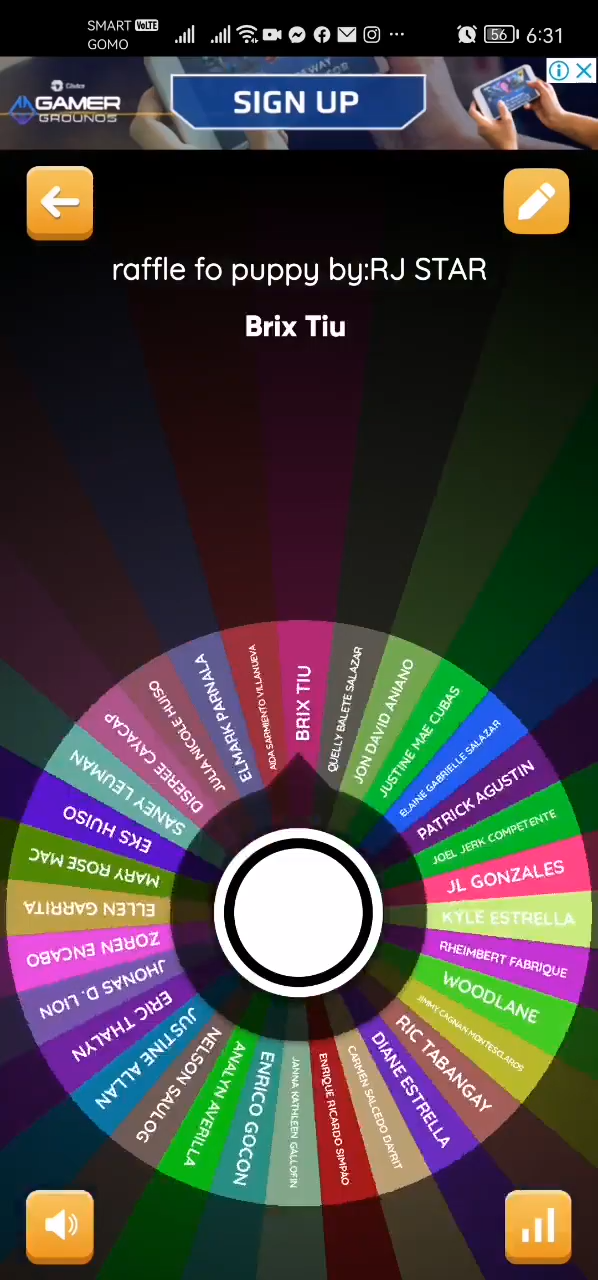 SMART VoLTE
GOMO
56
6:31
GAMER
GROUNDS
SIGN UP
raffle fo puppy by:RJ STAR
Brix Tiu
BRIX TIU
QUELLY BALETE SALAZAR
JON DAVID ANIANO
JUSTINE MAE CUBAS
ELAINE GABRIELLE SALAZAR
PATRICK AGUSTIN
JOEL JERK COMPETENTE
JL GONZALES
KYLE ESTRELLA
RHEIMBERT FABRIQUE
WOODLANE
JIMMY CAGNAN MONTESCLAROS
RIC TABANGAY
DIANE ESTRELLA
CARMEN SALCEDO DAYRIT
ENRIQUE RICARDO SIMPAO
JANNA KATHLEEN GALLOFIN
ENRICO GOCON
ANALYN AVERILLA
NELSON SAULOG
JUSTINE ALLAN
ERIC THALYN
JHONAS D. LION
ZOREN ENCABO
ELLEN GARRITA
MARY ROSE MAC
EKS HUISO
SANEY LEUMAN
DISEREE CAYACAP
JULIA NICOLE HUISO
ELMARK PARNALA
AIDA SARMIENTO VILLANUEVA